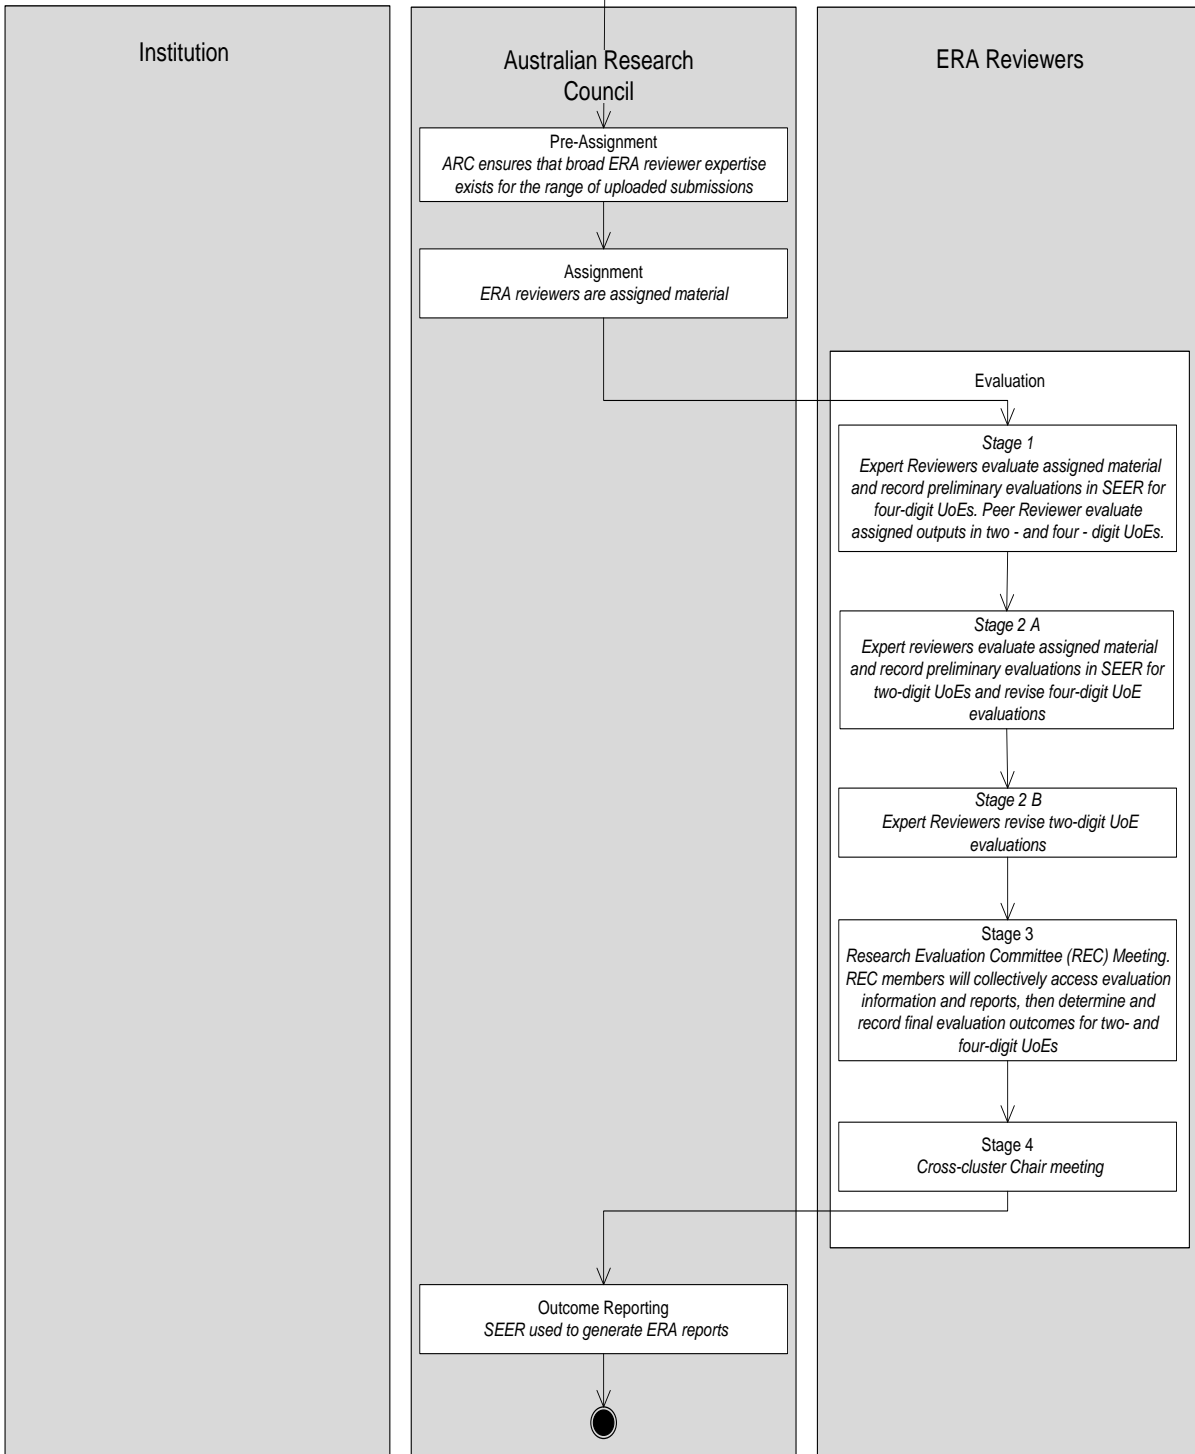 Institution
Australian Research
Council
ERA Reviewers
Pre-Assignment
ARC ensures that broad ERA reviewer expertise
exists for the range of uploaded submissions
Assignment
ERA reviewers are assigned material
Evaluation
Stage 1
Expert Reviewers evaluate assigned material
and record preliminary evaluations in SEER for
four-digit UoEs. Peer Reviewer evaluate
assigned outputs in two - and four - digit UoEs.
Stage 2 A
Expert reviewers evaluate assigned material
and record preliminary evaluations in SEER for
two-digit UoEs and revise four-digit UoE
evaluations
Stage 2 B
Expert Reviewers revise two-digit UoE
evaluations
Stage 3
Research Evaluation Committee (REC) Meeting.
REC members will collectively access evaluation
information and reports, then determine and
record final evaluation outcomes for two- and
four-digit UoEs
Stage 4
Cross-cluster Chair meeting
Outcome Reporting
SEER used to generate ERA reports